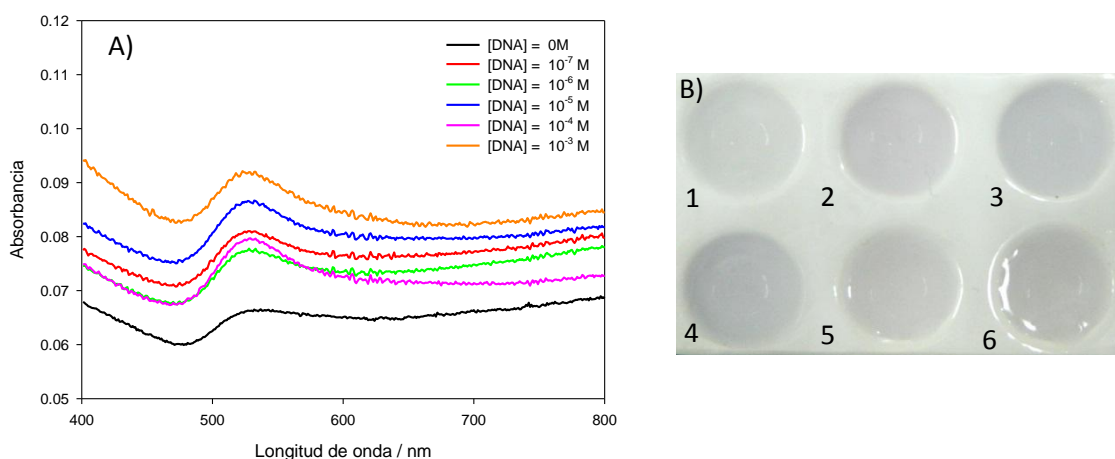 A)
0.12
0.11
0.10
0.09
0.08
0.07
0.06
0.05
Absorbancia
400 500 600 700 800
Longitud de onda / nm
[DNA] = 0M
[DNA] = 10⁻⁷ M
[DNA] = 10⁻⁶ M
[DNA] = 10⁻⁵ M
[DNA] = 10⁻⁴ M
[DNA] = 10⁻³ M
B)
1 2 3
4 5 6